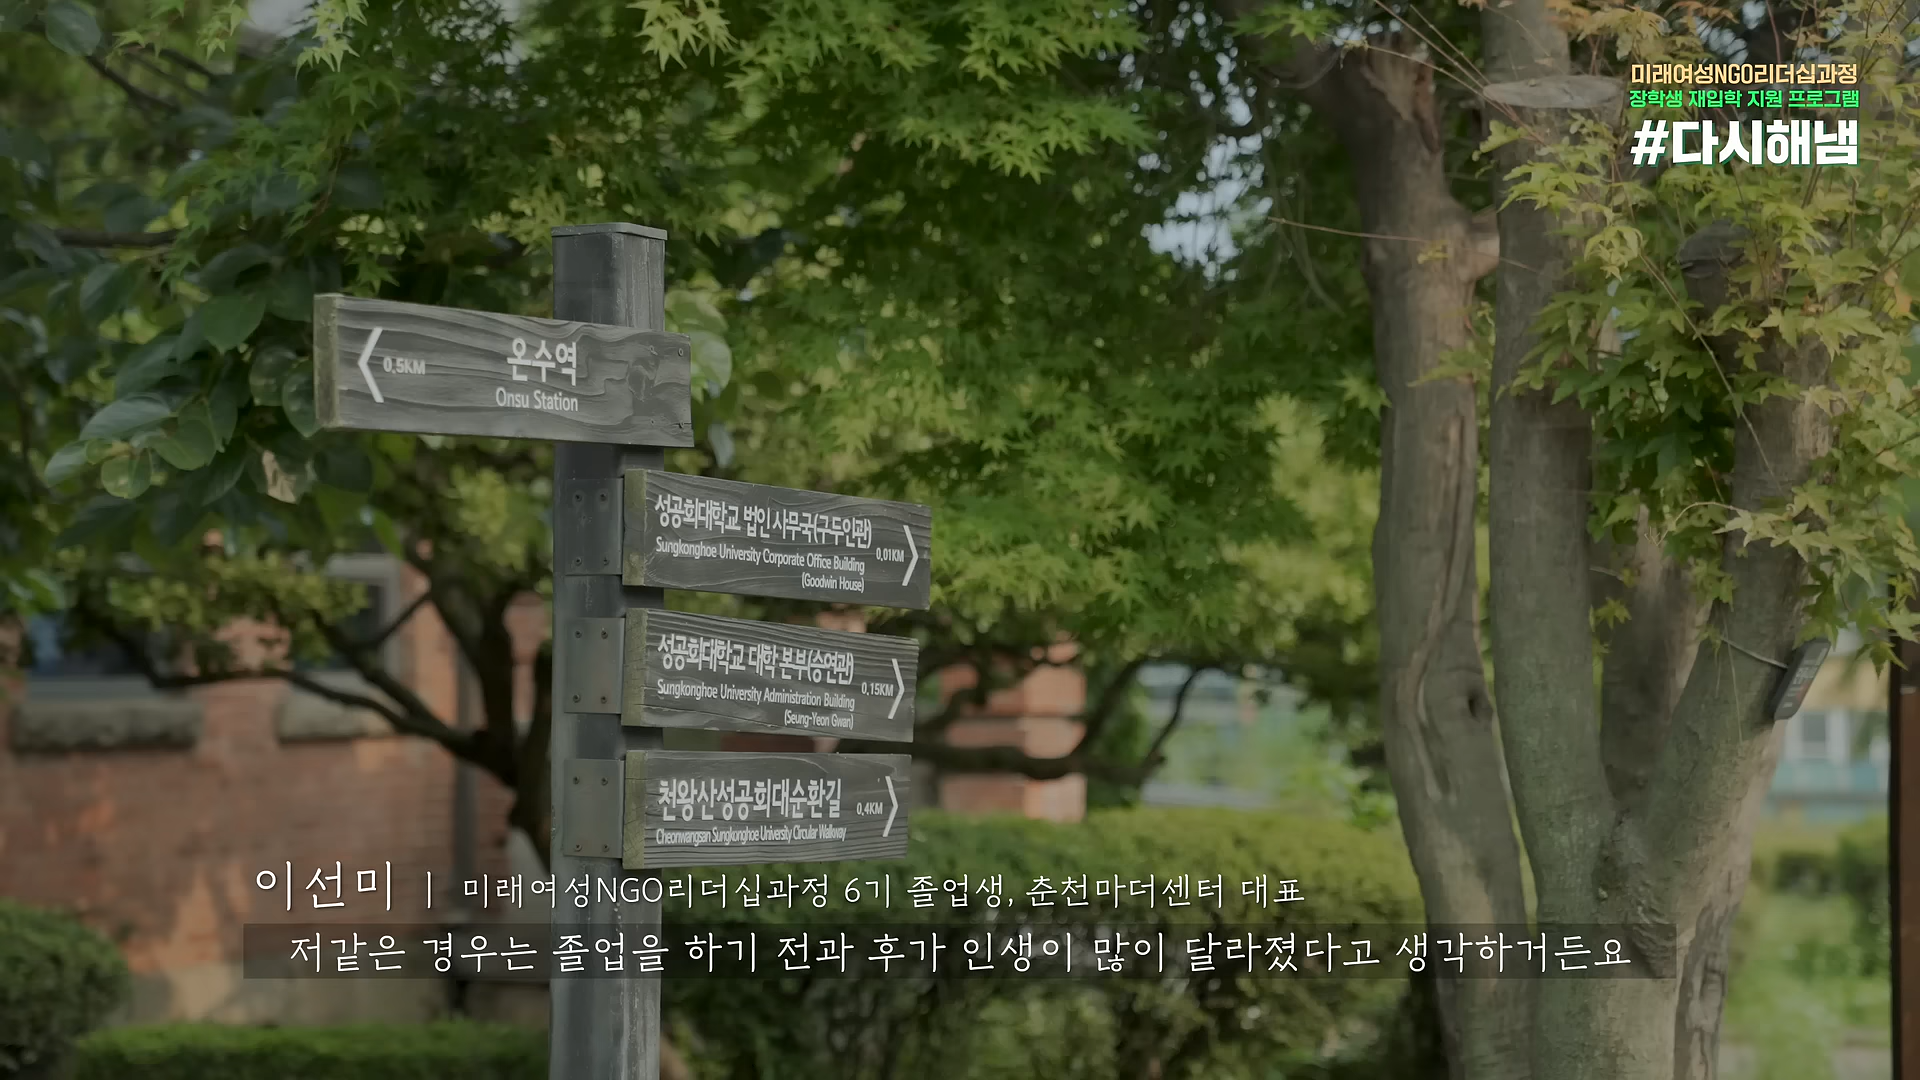 미래여성NGO리더십과정
장학생 재입학 지원 프로그램
#다시해냄
0.5KM
온수역
Onsu Station
성공회대학교 법인 사무국(구두인관)
Sungkonghoe University Corporate Office Building
(Goodwin House)
0.01KM
성공회대학교 대학 본부(승연관)
Sungkonghoe University Administration Building
(Seung-Yeon Gwan)
0.15KM
천왕산성공회대순환길
Cheonwangsan Sungkonghoe University Circular Walkway
0.4KM
이선미 | 미래여성NGO리더십과정 6기 졸업생, 춘천마더센터 대표
저같은 경우는 졸업을 하기 전과 후가 인생이 많이 달라졌다고 생각하거든요